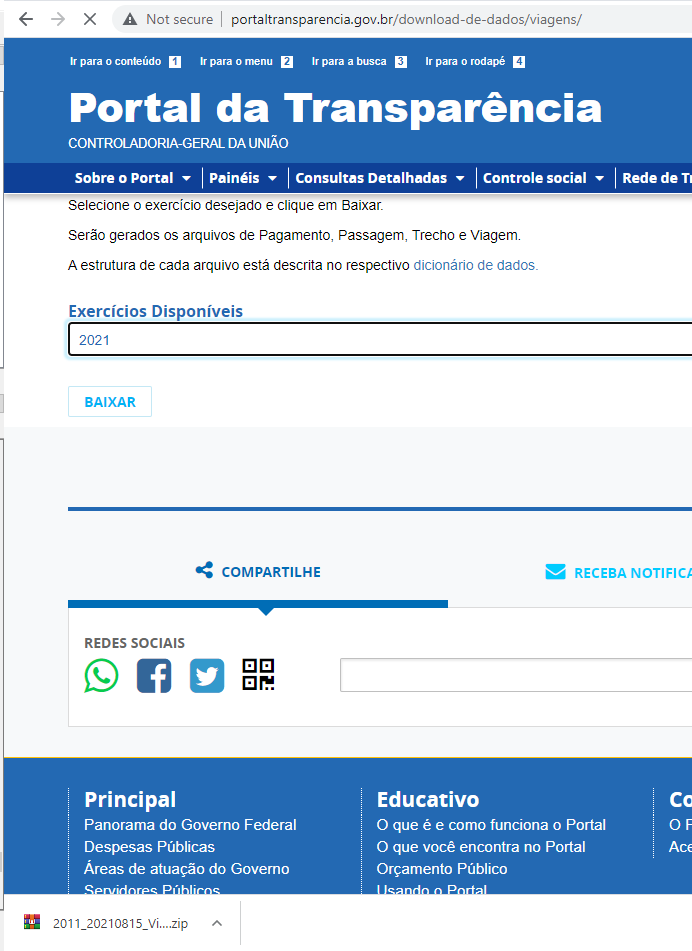 Not secure portaltransparencia.gov.br/download-de-dados/viagens/
Ir para o conteúdo 1 Ir para o menu 2 Ir para a busca 3 Ir para o rodapé 4
Portal da Transparência
CONTROLADORIA-GERAL DA UNIÃO
Sobre o Portal Painéis Consultas Detalhadas Controle social Rede de T
Selecione o exercício desejado e clique em Baixar.
Serão gerados os arquivos de Pagamento, Passagem, Trecho e Viagem.
A estrutura de cada arquivo está descrita no respectivo dicionário de dados.
Exercícios Disponíveis
2021
BAIXAR
COMPARTILHE RECEBA NOTIFICA
REDES SOCIAIS
Principal Educativo Co
Panorama do Governo Federal O que é e como funciona o Portal O P
Despesas Públicas O que você encontra no Portal Ace
Áreas de atuação do Governo Orçamento Público
Servidores Públicos Usando o Portal
2011_20210815_Vi....zip